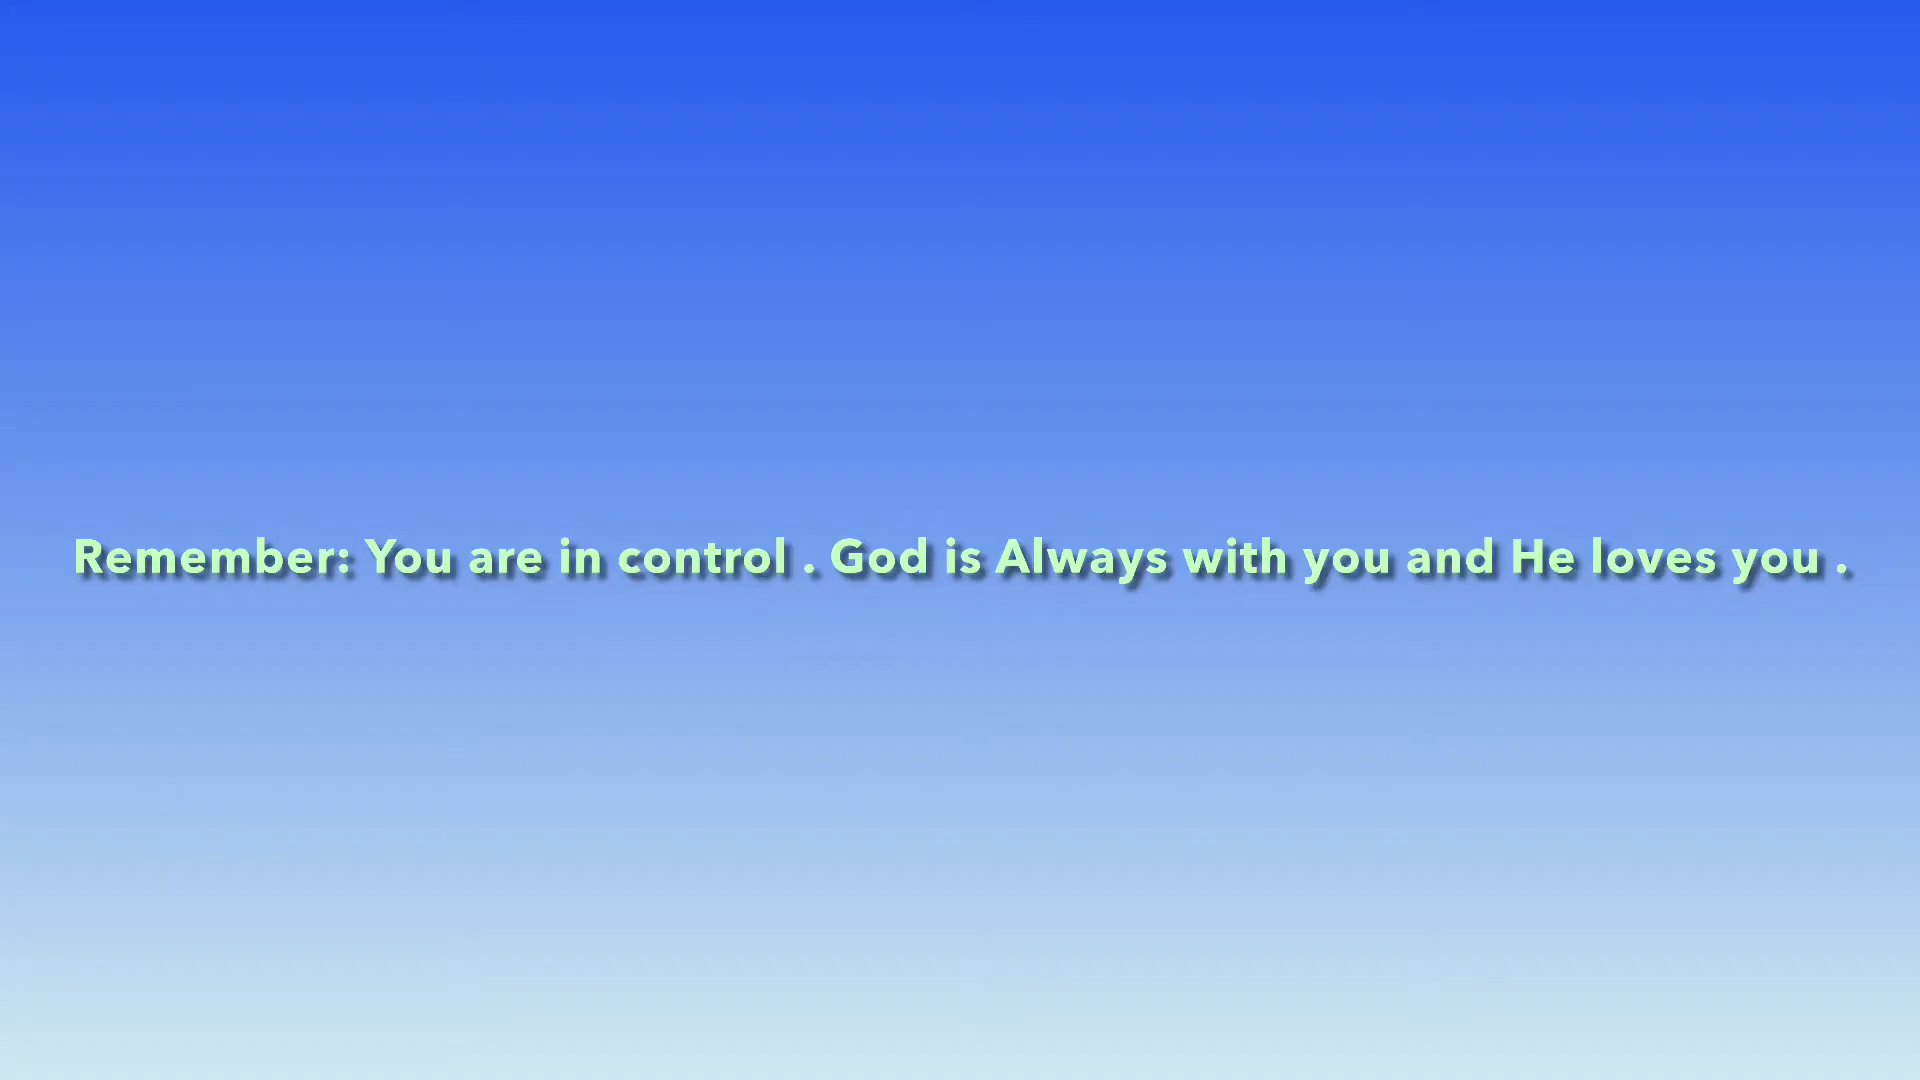 Remember: You are in control . God is Always with you and He loves you .